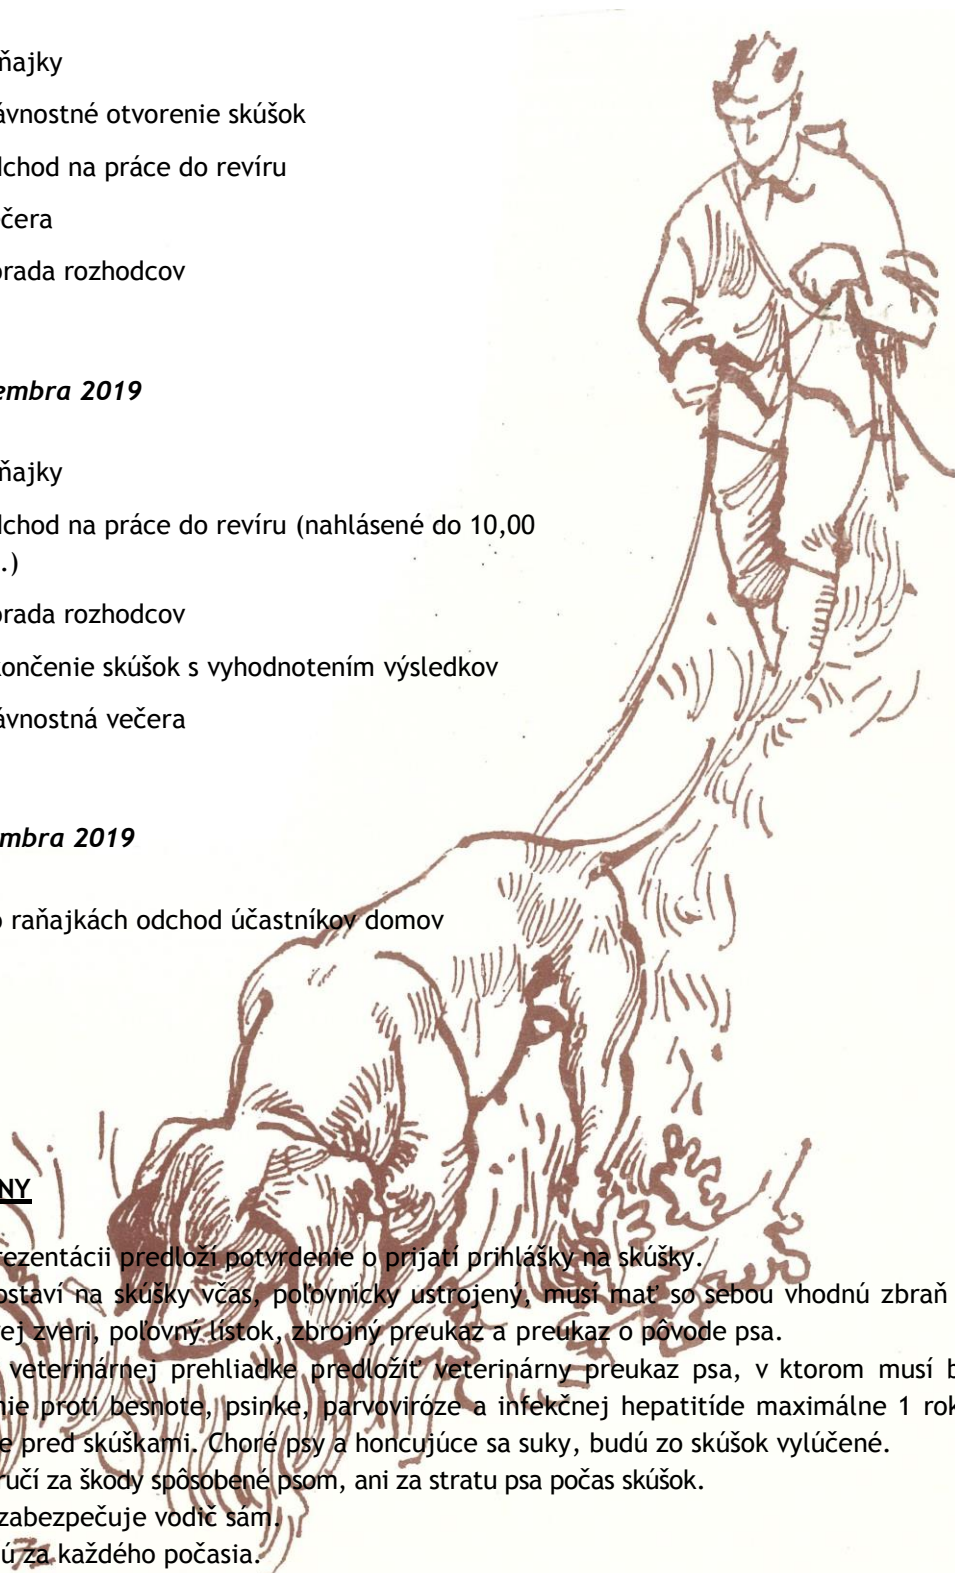 ňajky
ávnostné otvorenie skúšok
dchod na práce do revíru
ečera
orada rozhodcov
embra 2019
ňajky
dchod na práce do revíru (nahlásené do 10,00
.)
orada rozhodcov
končenie skúšok s vyhodnotením výsledkov
ávnostná večera
mbra 2019
o raňajkách odchod účastníkov domov
NY
rezentácii predloží potvrdenie o prijatí prihlášky na skúšky.
ostaví na skúšky včas, poľovnícky ustrojený, musí mať so sebou vhodnú zbraň
vej zveri, poľovný lístok, zbrojný preukaz a preukaz o pôvode psa.
veterinárnej prehliadke predložiť veterinárny preukaz psa, v ktorom musí b
nie proti besnote, psinke, parvoviróze a infekčnej hepatitíde maximálne 1 rok
e pred skúškami. Choré psy a honcujúce sa suky, budú zo skúšok vylúčené.
ručí za škody spôsobené psom, ani za stratu psa počas skúšok.
zabezpečuje vodič sám.
ú za každého počasia.